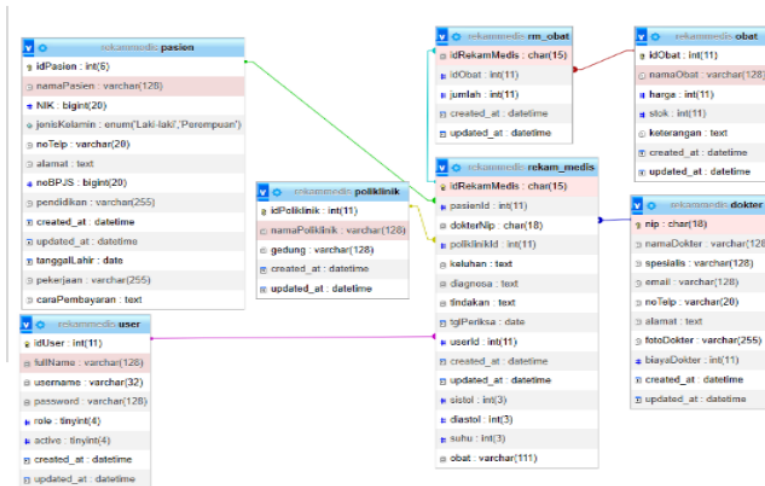 rekammedic pasien
idPasien : int(6)
namaPasien : varchar(128)
NIK : bigint(20)
jenisKelamin : enum('Laki-laki','Perempuan')
noTelp : varchar(20)
alamat : text
noBPJS : bigint(20)
pendidikan : varchar(255)
created_at : datetime
updated_at : datetime
tanggalLahir : date
pekerjaan : varchar(255)
caraPembayaran : text
rekammedic user
idUser : int(11)
fullName : varchar(128)
username : varchar(32)
password : varchar(128)
role : tinyint(4)
active : tinyint(4)
created_at : datetime
updated_at : datetime
rekammedic poliklinik
idPoliklinik : int(11)
namaPoliklinik : varchar(128)
gedung : varchar(128)
created_at : datetime
updated_at : datetime
rekammedis rm_obat
idRekamMedis : char(15)
idObat : int(11)
jumlah : int(11)
created_at : datetime
updated_at : datetime
rekammedis rekam_medis
idRekamMedis : char(15)
pasienId : int(11)
dokterNip : char(18)
poliklinikId : int(11)
keluhan : text
diagnosa : text
tindakan : text
tglPeriksa : date
userId : int(11)
created_at : datetime
updated_at : datetime
sistol : int(3)
diastol : int(3)
suhu : int(3)
obat : varchar(111)
rekammedis obat
idObat : int(11)
namaObat : varchar(128)
harga : int(11)
stok : int(11)
keterangan : text
created_at : datetime
updated_at : datetime
rekammedis dokter
nip : char(18)
namaDokter : varchar(128
spesialis : varchar(128)
email : varchar(128)
noTelp : varchar(20)
alamat : text
fotoDokter : varchar(255)
biayaDokter : int(11)
created_at : datetime
updated_at : datetime